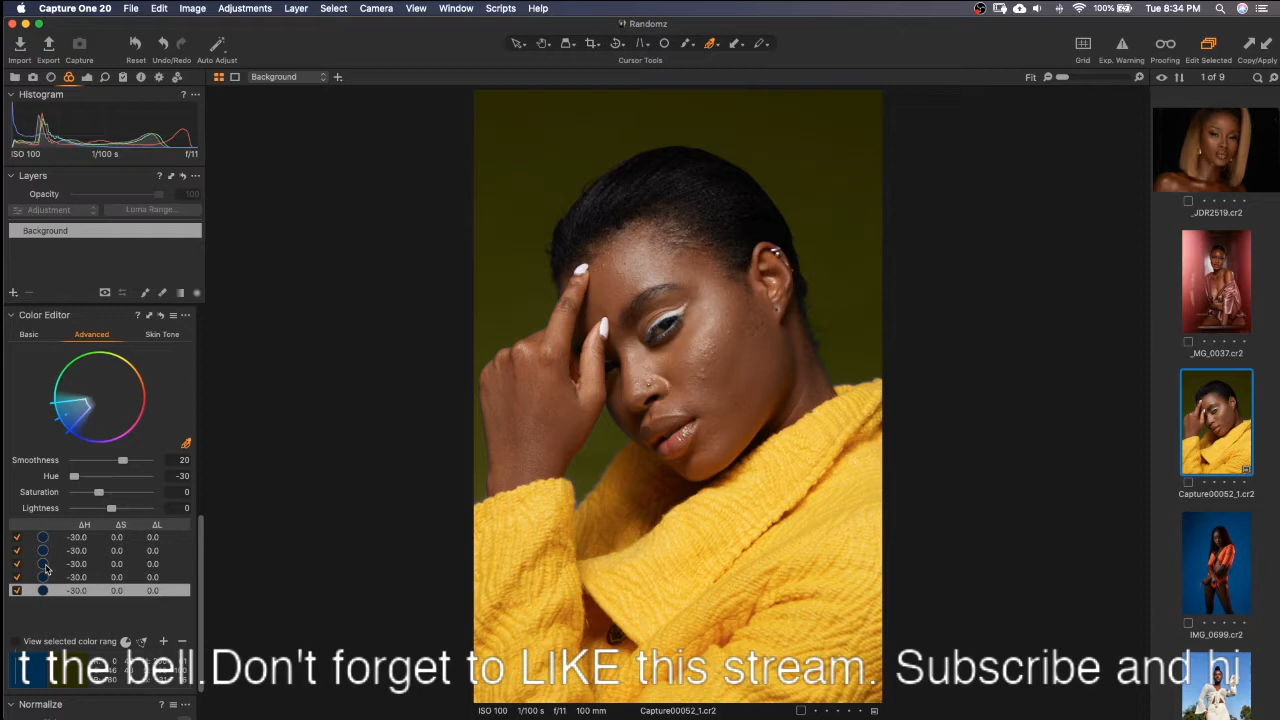 Capture One 20 File Edit Image Adjustments Layer Select Camera View Window Scripts Help 100% Tue 8:34 PM
Randomz
Import Export Capture Reset Undo/Redo Auto Adjust Cursor Tools Grid Exp. Warning Proofing Edit Selected Copy/Apply
Background Fit 1 of 9
Histogram
ISO 100 1/100 s f/11
Layers
Opacity 100
Adjustment Luma Range...
Background
_JDR2519.cr2
Color Editor
Basic Advanced Skin Tone
_MG_0037.cr2
Smoothness 20
Hue -30
Saturation 0
Lightness 0
Capture00052_1.cr2
ΔH ΔS ΔL
-30.0 0.0 0.0
-30.0 0.0 0.0
-30.0 0.0 0.0
-30.0 0.0 0.0
-30.0 0.0 0.0
IMG_0699.cr2
View selected color rang
t the bell.Don't forget to LIKE this stream. Subscribe and hi
Normalize
ISO 100 1/100 s f/11 100 mm Capture00052_1.cr2